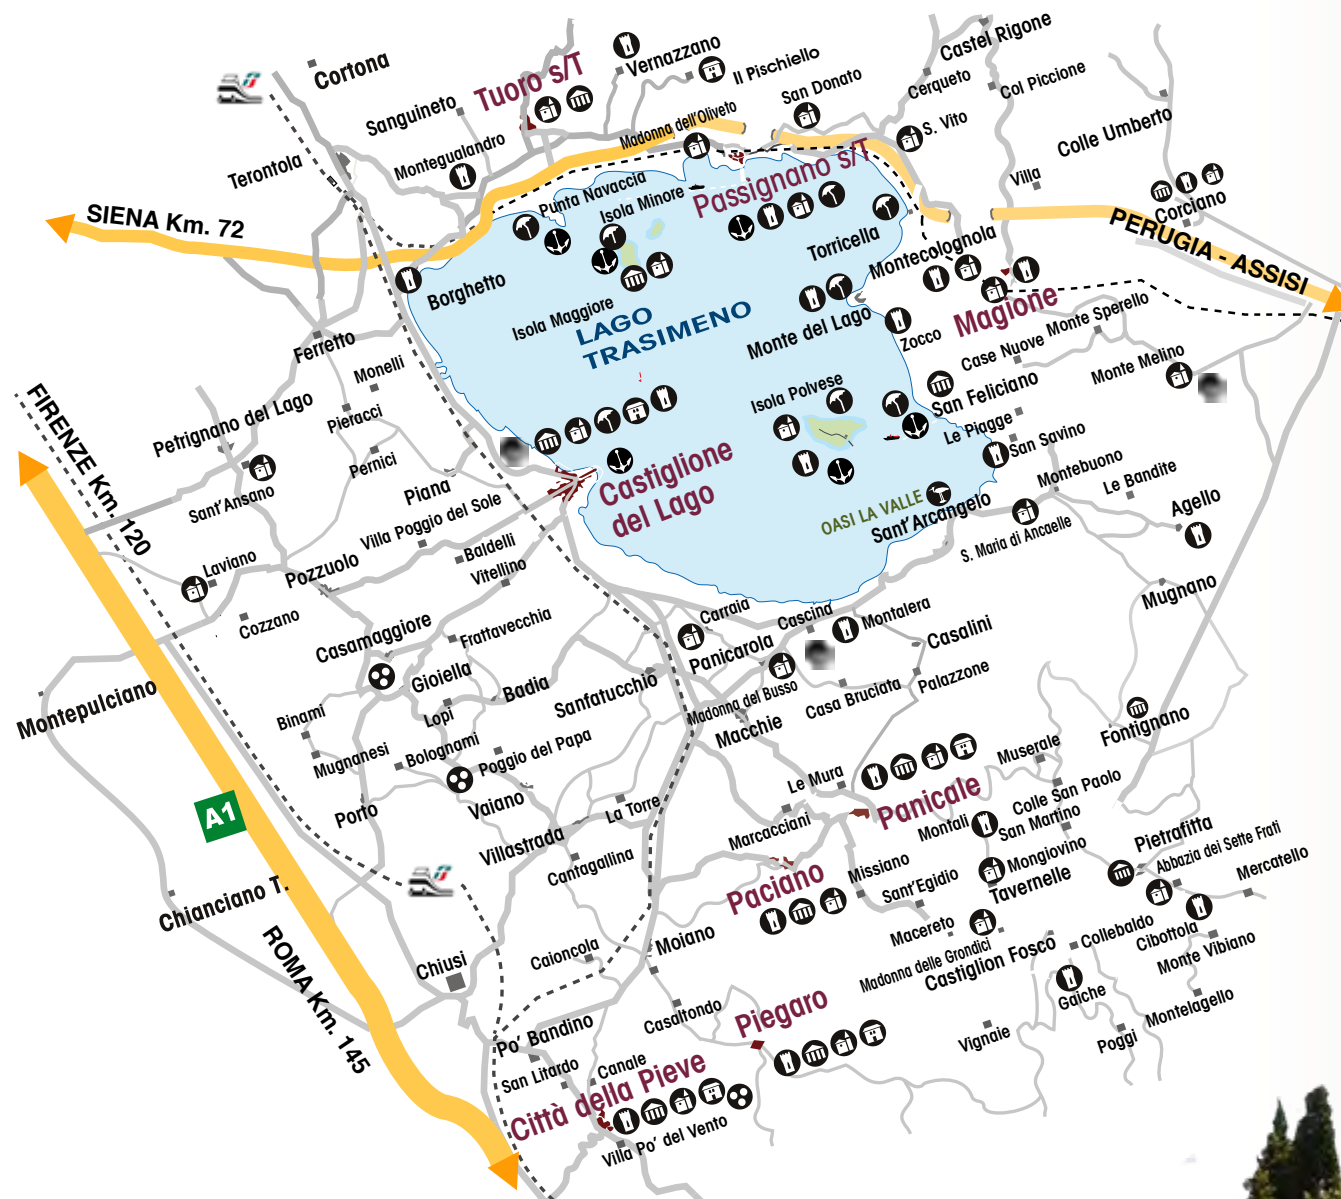 Cortona
Tuoro s/T
Vernazzano
Il Pischiello
Castel Rigone
Sanguineto
Cerqueto
Col Piccione
San Donato
Madonna dell'Oliveto
S. Vito
Colle Umberto
Montegualandro
Terontola
Villa
Passignano s/T
Punta Navaccia
Isola Minore
Corciano
SIENA Km. 72
PERUGIA - ASSISI
Torricella
Montecolognola
Borghetto
Isola Maggiore
LAGO
TRASIMENO
Magione
Monte del Lago
Zocco
Case Nuove
Monte Sperello
Ferretto
Monelli
Monte Melino
FIRENZE Km. 120
Petrignano del Lago
Pieracci
Isola Polvese
San Feliciano
Le Piagge
San Savino
Pernici
Castiglione
del Lago
Sant'Ansano
Piana
Montebuono
Le Bandite
Villa Poggio del Sole
OASI LA VALLE
Sant'Arcangelo
Agello
S. Maria di Ancaelle
Laviano
Pozzuolo
Baldelli
Vitellino
Mugnano
Cozzano
Casamaggiore
Frattavecchia
Carraia
Cascina
Montalera
Panicarola
Casalini
Gioiella
Badia
Sanfatucchio
Madonna del Busso
Casa Bruciata
Palazzone
Montepulciano
Binami
Lopi
Macchie
Fontignano
Mugnanesi
Bolognami
Poggio del Papa
Muserale
Le Mura
Panicale
Colle San Paolo
A1
Porto
Vaiano
La Torre
Marcacciani
Monfali
San Martino
Pietrafitta
Villastrada
Cantagallina
Mongiovino
Abbazia dei Sette Frati
Mercatello
Paciano
Missiano
Sant'Egidio
Tavernelle
Chianciano T.
Macereto
Collebaldo
Cibottola
Monte Vibiano
ROMA Km. 145
Chiusi
Caioncola
Moiano
Madonna delle Grondici
Castiglion Fosco
Gaiche
Montelagello
Casaltondo
Piegaro
Vignaie
Poggi
Po' Bandino
San Litardo
Canale
Città della Pieve
Villa Po' del Vento